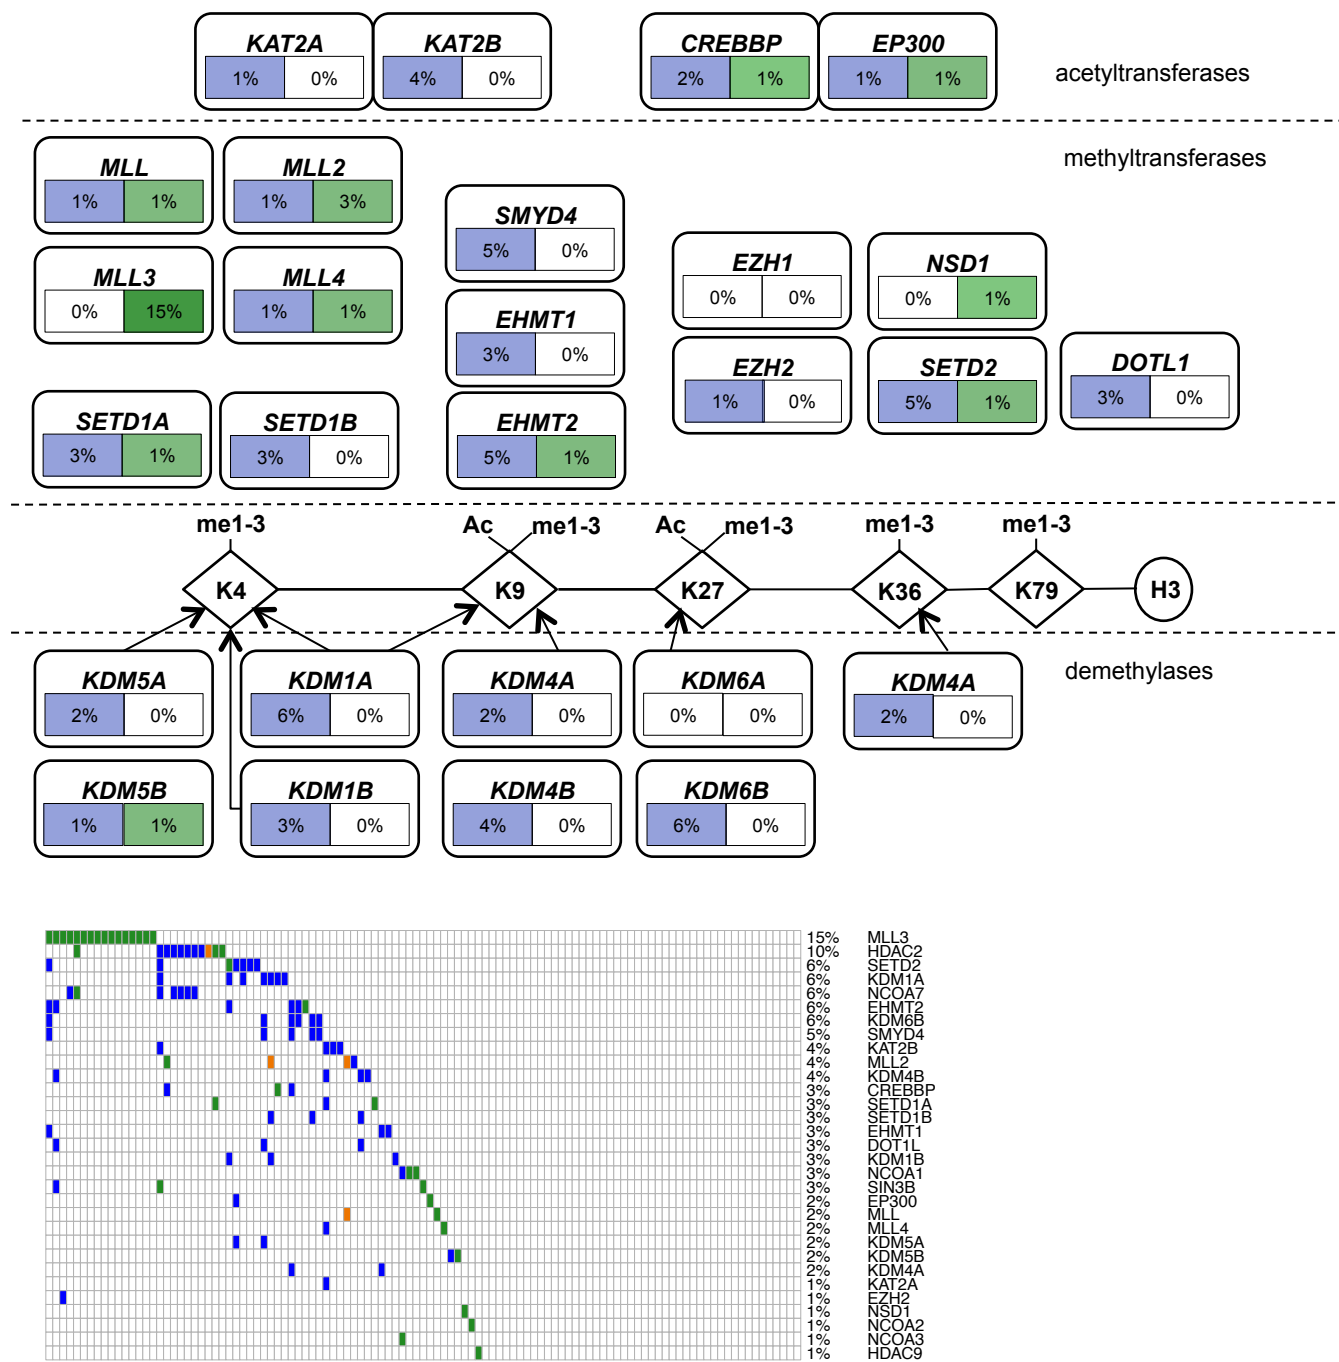 KAT2A KAT2B CREBBP EP300
1% 0% 4% 0% 2% 1% 1% 1%
acetyltransferases
methyltransferases
MLL MLL2
1% 1% 1% 3%
SMYD4
5% 0%
MLL3 MLL4
0% 15% 1% 1%
EZH1 NSD1
0% 0% 0% 1%
EHMT1
3% 0%
EZH2 SETD2 DOTL1
1% 0% 5% 1% 3% 0%
SETD1A SETD1B EHMT2
3% 1% 3% 0% 5% 1%
me1-3 Ac me1-3 Ac me1-3 me1-3 me1-3
K4 K9 K27 K36 K79 H3
demethylases
KDM5A KDM1A KDM4A KDM6A KDM4A
2% 0% 6% 0% 2% 0% 0% 0% 2% 0%
KDM5B KDM1B KDM4B KDM6B
1% 1% 3% 0% 4% 0% 6% 0%
15% MLL3
10% HDAC2
6% SETD2
6% KDM1A
6% NCOA7
6% EHMT2
6% KDM6B
5% SMYD4
4% KAT2B
4% MLL2
4% KDM4B
3% CREBBP
3% SETD1A
3% SETD1B
3% EHMT1
3% DOT1L
3% KDM1B
3% NCOA1
3% SIN3B
2% EP300
2% MLL
2% MLL4
2% KDM5A
2% KDM5B
2% KDM4A
1% KAT2A
1% EZH2
1% NSD1
1% NCOA2
1% NCOA3
1% HDAC9